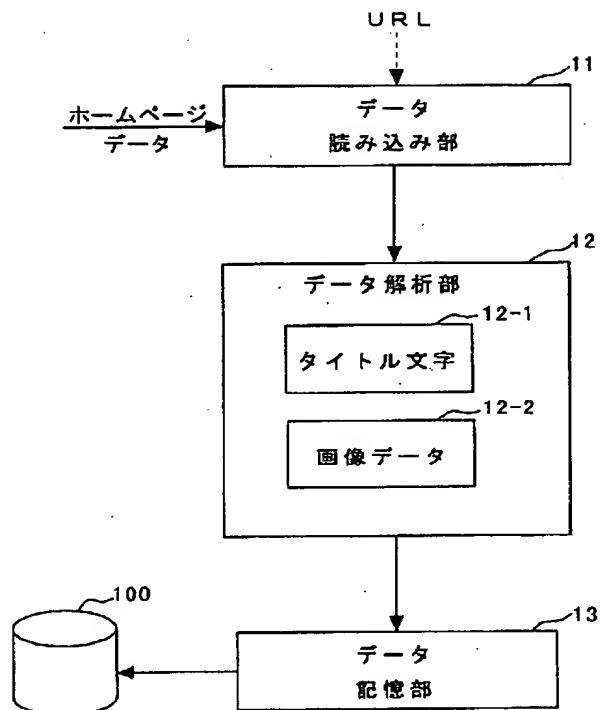 URL
11
ホームページ
データ
データ
読み込み部
12
データ解析部
12-1
タイトル文字
12-2
画像データ
100
13
データ
記憶部